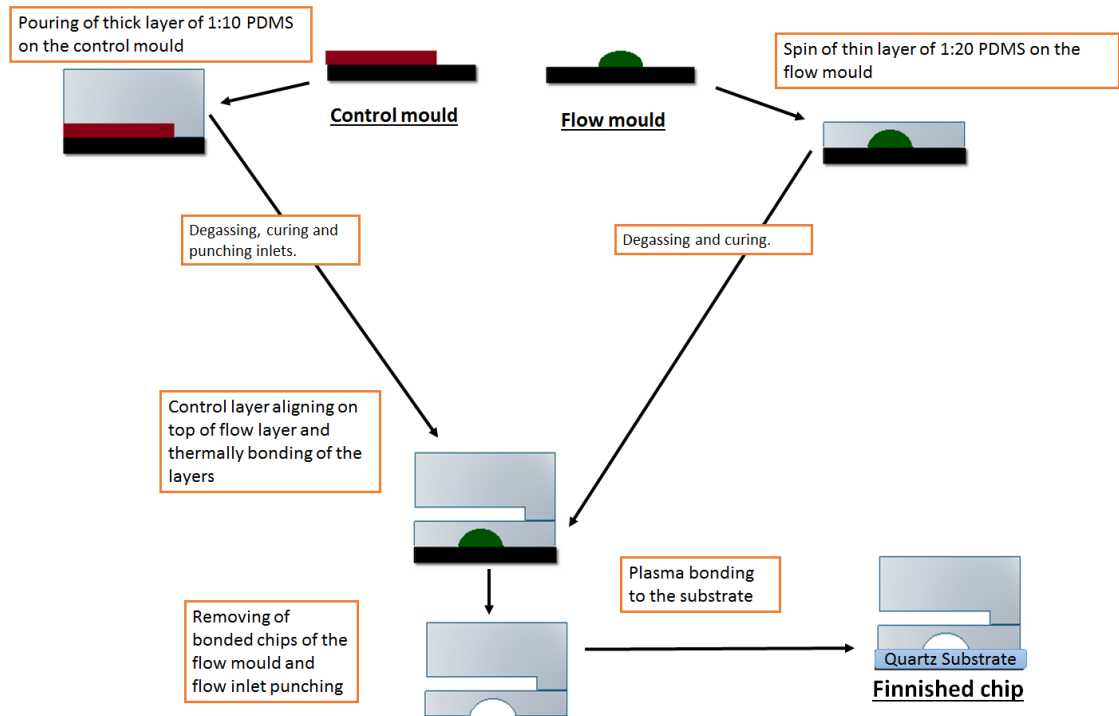 Pouring of thick layer of 1:10 PDMS
on the control mould
Control mould
Flow mould
Spin of thin layer of 1:20 PDMS on the
flow mould
Degassing, curing and
punching inlets.
Degassing and curing.
Control layer aligning on
top of flow layer and
thermally bonding of the
layers
Removing of
bonded chips of the
flow mould and
flow inlet punching
Plasma bonding
to the substrate
Quartz Substrate
Finnished chip